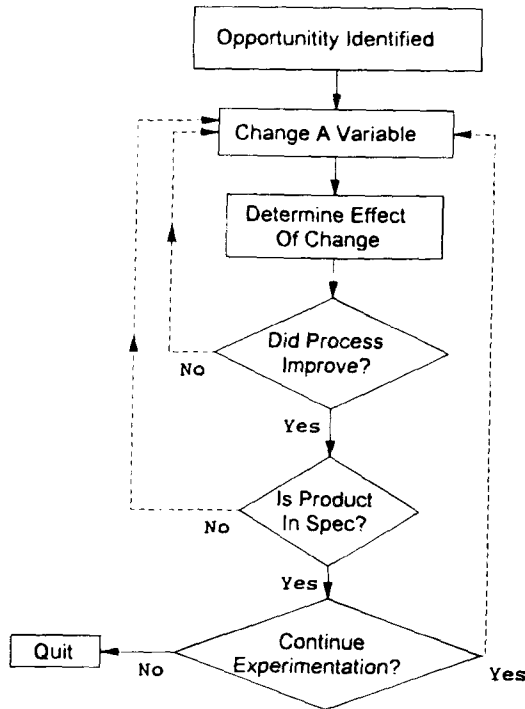 Opportunitity Identified
Change A Variable
Determine Effect
Of Change
Did Process
Improve?
No
Yes
Is Product
In Spec?
No
Yes
Continue
Experimentation?
Quit
No
Yes